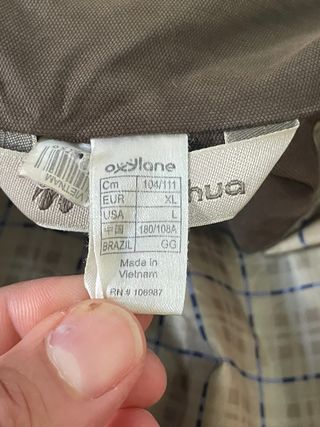 oxylane
Cm 104/111
EUR XL
USA L
中国 180/108A
BRAZIL GG
Made in
Vietnam
RN # 106987
VIETNAM
hua